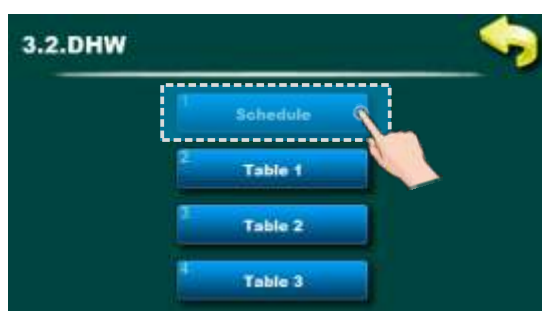 3.2.DHW
1 Schedule
2 Table 1
3 Table 2
4 Table 3